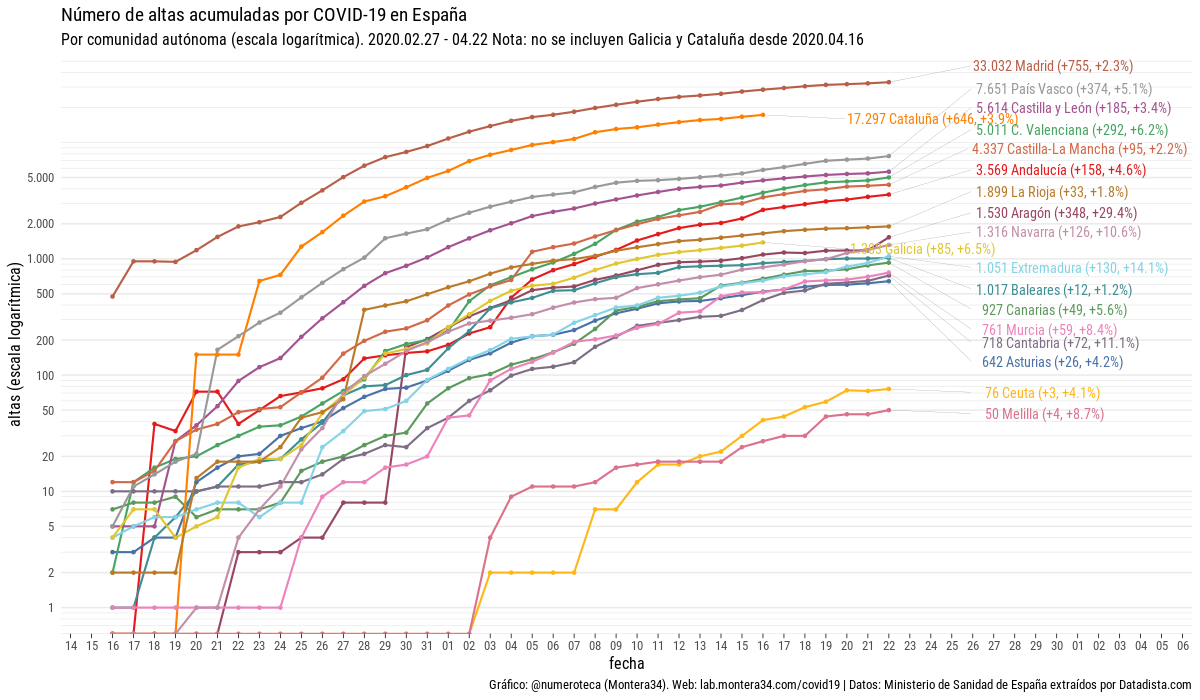 Número de altas acumuladas por COVID-19 en España
Por comunidad autónoma (escala logarítmica). 2020.02.27 - 04.22 Nota: no se incluyen Galicia y Cataluña desde 2020.04.16
33.032 Madrid (+755, +2.3%)
7.651 País Vasco (+374, +5.1%)
5.614 Castilla y León (+185, +3.4%)
17.297 Cataluña (+646, +3.9%)
5.011 C. Valenciana (+292, +6.2%)
4.337 Castilla-La Mancha (+95, +2.2%)
3.569 Andalucía (+158, +4.6%)
1.899 La Rioja (+33, +1.8%)
1.530 Aragón (+348, +29.4%)
1.316 Navarra (+126, +10.6%)
Galicia (+85, +6.5%)
1.051 Extremadura (+130, +14.1%)
1.017 Baleares (+12, +1.2%)
927 Canarias (+49, +5.6%)
761 Murcia (+59, +8.4%)
718 Cantabria (+72, +11.1%)
642 Asturias (+26, +4.2%)
76 Ceuta (+3, +4.1%)
50 Melilla (+4, +8.7%)
altas (escala logarítmica)
5.000
2.000
1.000
500
200
100
50
20
10
5
2
1
14 15 16 17 18 19 20 21 22 23 24 25 26 27 28 29 30 31 01 02 03 04 05 06 07 08 09 10 11 12 13 14 15 16 17 18 19 20 21 22 23 24 25 26 27 28 29 30 01 02 03 04 05 06
fecha
Gráfico: @numeroteca (Montera34). Web: lab.montera34.com/covid19 | Datos: Ministerio de Sanidad de España extraídos por Datadista.com